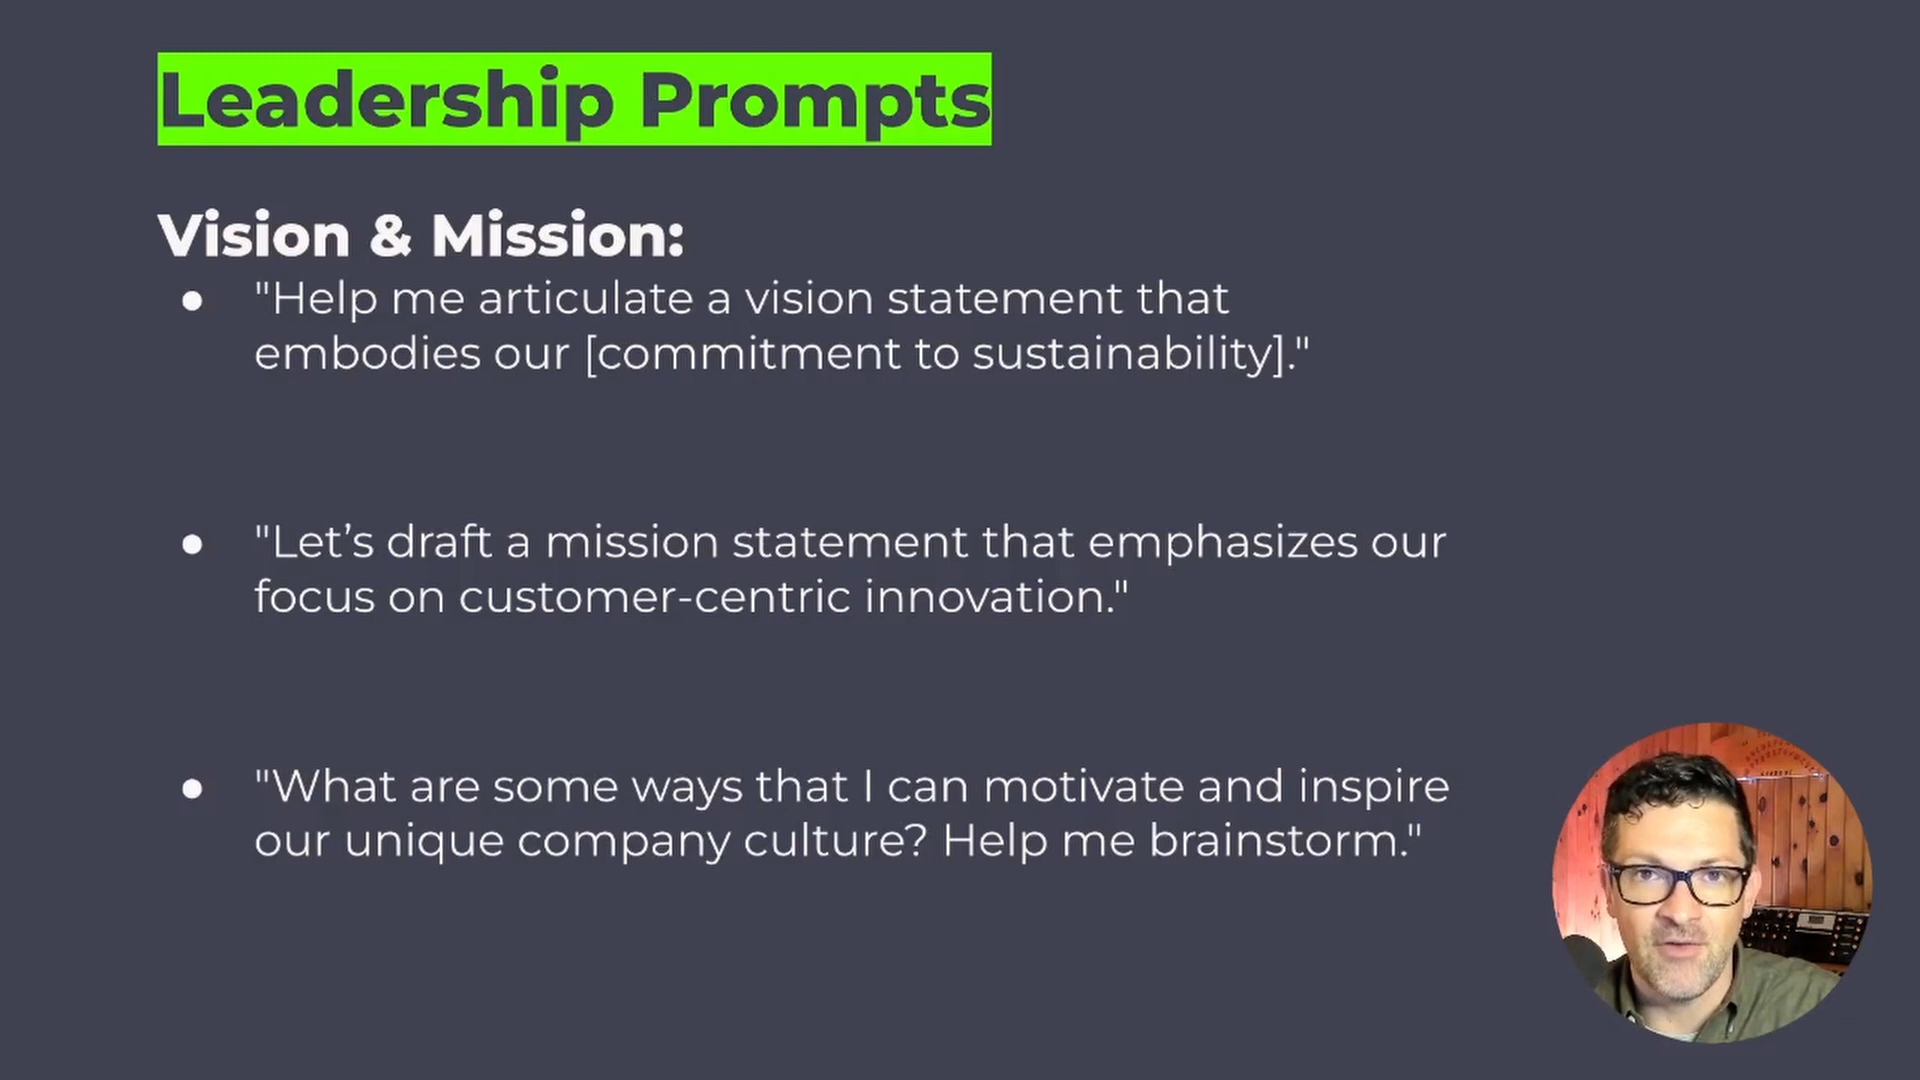 Leadership Prompts
Vision & Mission:
● "Help me articulate a vision statement that
embodies our [commitment to sustainability]."
● "Let’s draft a mission statement that emphasizes our
focus on customer-centric innovation."
● "What are some ways that I can motivate and inspire
our unique company culture? Help me brainstorm."